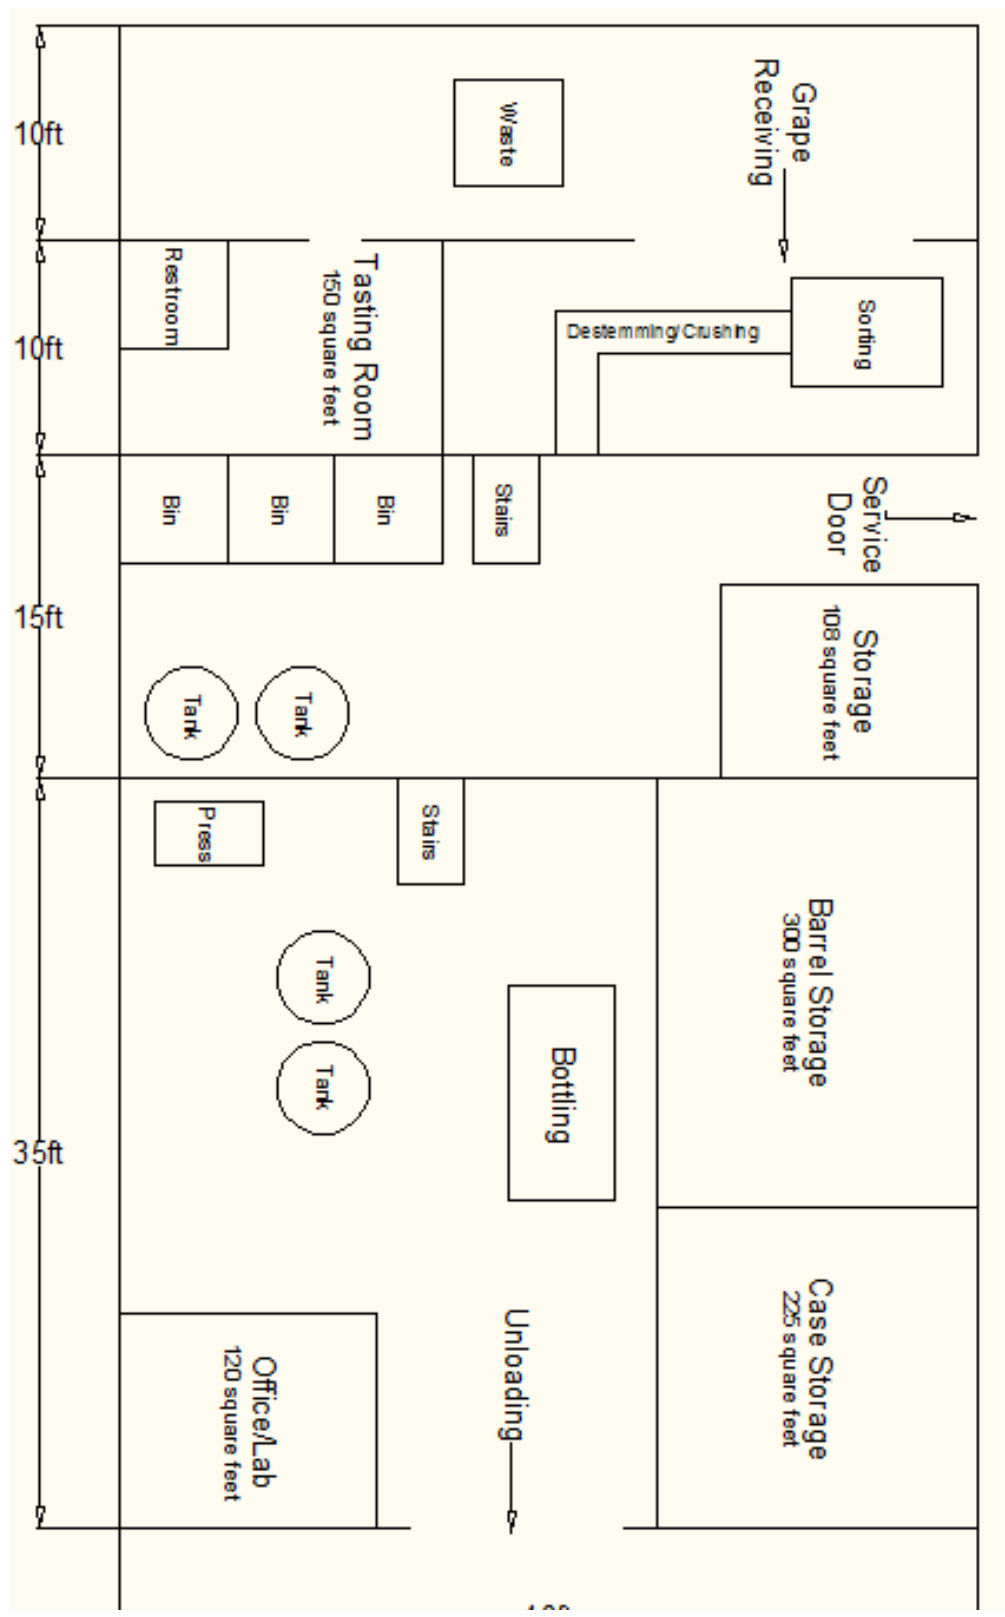 10ft
Waste
Grape
Receiving
10ft
Restroom
Tasting Room
150 square feet
Destemming/Crushing
Sorting
15ft
Bin
Bin
Bin
Stairs
Service
Door
Storage
108 square feet
Tank
Tank
35ft
Press
Stairs
Barrel Storage
300 square feet
Tank
Tank
Bottling
Office/Lab
120 square feet
Unloading
Case Storage
225 square feet